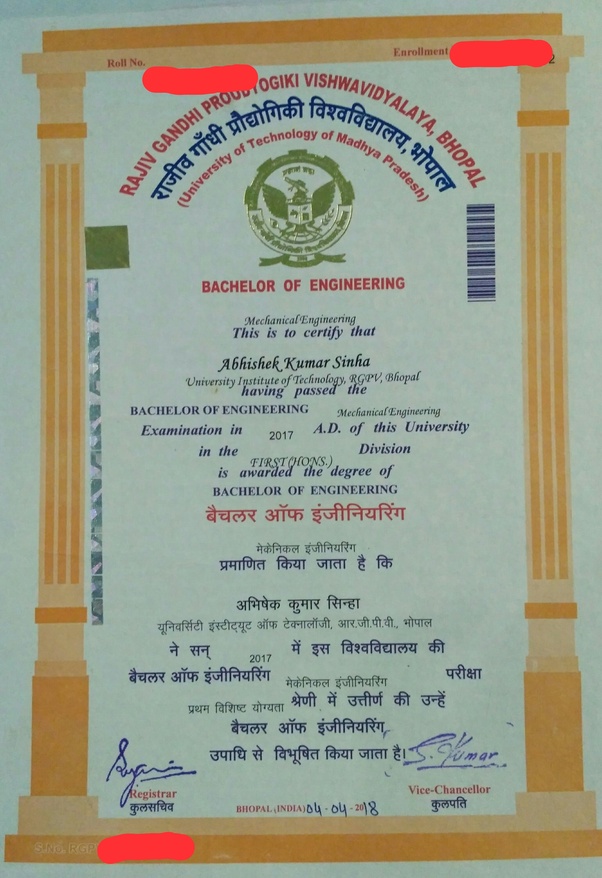 Roll No.
Enrollment
2
RAJIV GANDHI PROUDYOGIKI VISHWAVIDYALAYA, BHOPAL
राजीव गाँधी प्रौद्योगिकी विश्वविद्यालय, भोपाल
(University of Technology of Madhya Pradesh)
BACHELOR OF ENGINEERING
Mechanical Engineering
This is to certify that
Abhishek Kumar Sinha
University Institute of Technology, RGPV, Bhopal
having passed the
BACHELOR OF ENGINEERING Mechanical Engineering
Examination in 2017 A.D. of this University
in the FIRST(HONS.) Division
is awarded the degree of
BACHELOR OF ENGINEERING
बैचलर ऑफ इंजीनियरिंग
मेकेनिकल इंजीनियरिंग
प्रमाणित किया जाता है कि
अभिषेक कुमार सिन्हा
यूनिवर्सिटी इंस्टीट्यूट ऑफ टेक्नालॉजी, आर.जी.पी.वी., भोपाल
ने सन् 2017 में इस विश्वविद्यालय की
बैचलर ऑफ इंजीनियरिंग मेकेनिकल इंजीनियरिंग परीक्षा
प्रथम विशिष्ट योग्यता श्रेणी में उत्तीर्ण की उन्हें
बैचलर ऑफ इंजीनियरिंग
उपाधि से विभूषित किया जाता है।
S. Kumar
Registrar
कुलसचिव
BHOPAL (INDIA) 04-04-2018
Vice-Chancellor
कुलपति
S.No. RGPV